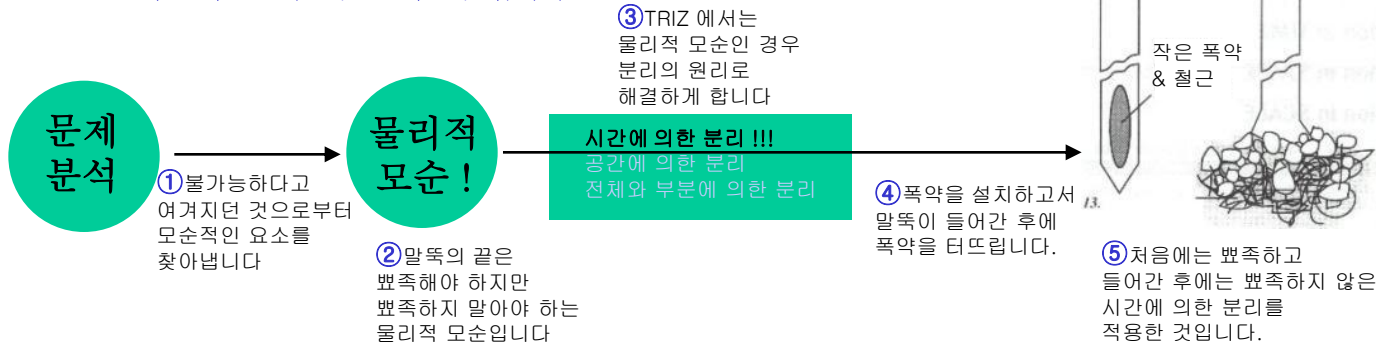 ③TRIZ 에서는
물리적 모순인 경우
분리의 원리로
해결하게 합니다
문제
분석
물리적
모순 !
시간에 의한 분리 !!!
공간에 의한 분리
전체와 부분에 의한 분리
①불가능하다고
여겨지던 것으로부터
모순적인 요소를
찾아냅니다
②말뚝의 끝은
뾰족해야 하지만
뾰족하지 말아야 하는
물리적 모순입니다
④폭약을 설치하고서
말뚝이 들어간 후에
폭약을 터뜨립니다.
작은 폭약
& 철근
13.
⑤처음에는 뾰족하고
들어간 후에는 뾰족하지 않은
시간에 의한 분리를
적용한 것입니다.